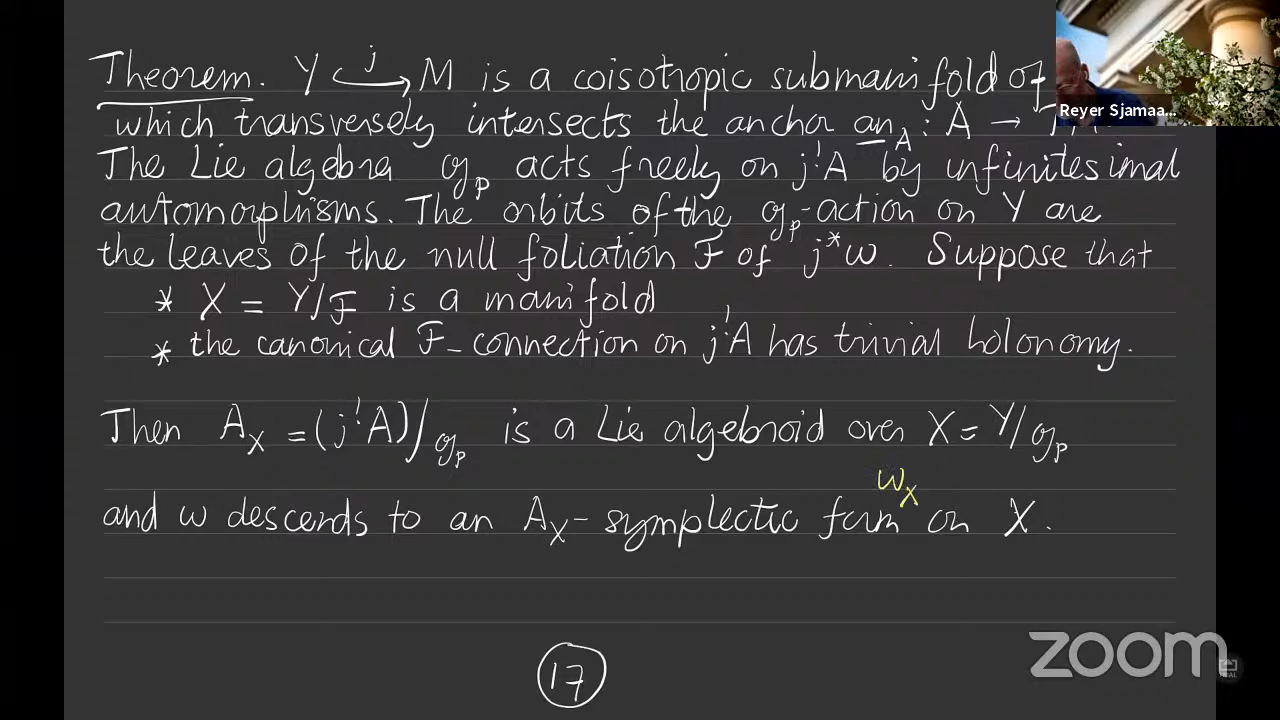 Theorem. Y ↪ʲ M is a coisotropic submanifold of
which transversely intersects the anchor an_A : A →
The Lie algebra 𝔤_p acts freely on j^!A by infinitesimal
automorphisms. The orbits of the 𝔤_p-action on Y are
the leaves of the null foliation F of j*ω. Suppose that
* X = Y/F is a manifold
* the canonical F-connection on j^!A has trivial holonomy.
Then A_X = (j^!A)/𝔤_p is a Lie algebroid over X = Y/𝔤_p
and ω descends to an A_X-symplectic form ω_X on X.
17
Reyer Sjamaa...
zoom